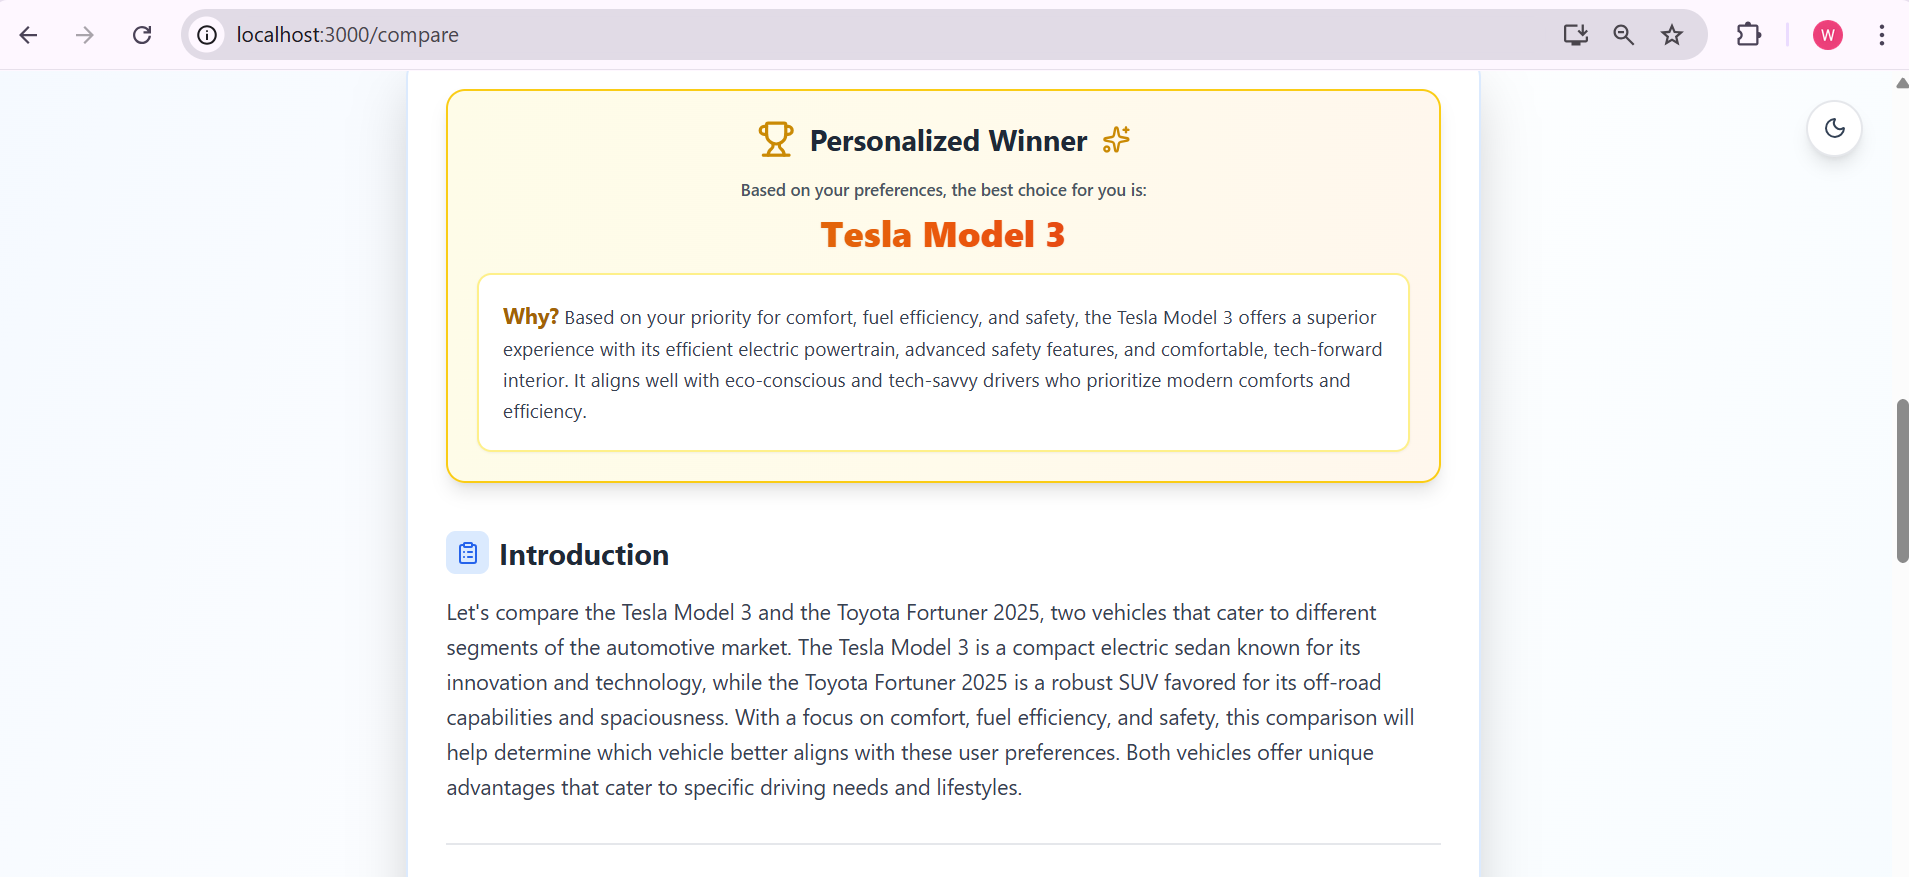 localhost:3000/compare
W
Personalized Winner
Based on your preferences, the best choice for you is:
Tesla Model 3
Why? Based on your priority for comfort, fuel efficiency, and safety, the Tesla Model 3 offers a superior
experience with its efficient electric powertrain, advanced safety features, and comfortable, tech-forward
interior. It aligns well with eco-conscious and tech-savvy drivers who prioritize modern comforts and
efficiency.
Introduction
Let's compare the Tesla Model 3 and the Toyota Fortuner 2025, two vehicles that cater to different
segments of the automotive market. The Tesla Model 3 is a compact electric sedan known for its
innovation and technology, while the Toyota Fortuner 2025 is a robust SUV favored for its off-road
capabilities and spaciousness. With a focus on comfort, fuel efficiency, and safety, this comparison will
help determine which vehicle better aligns with these user preferences. Both vehicles offer unique
advantages that cater to specific driving needs and lifestyles.